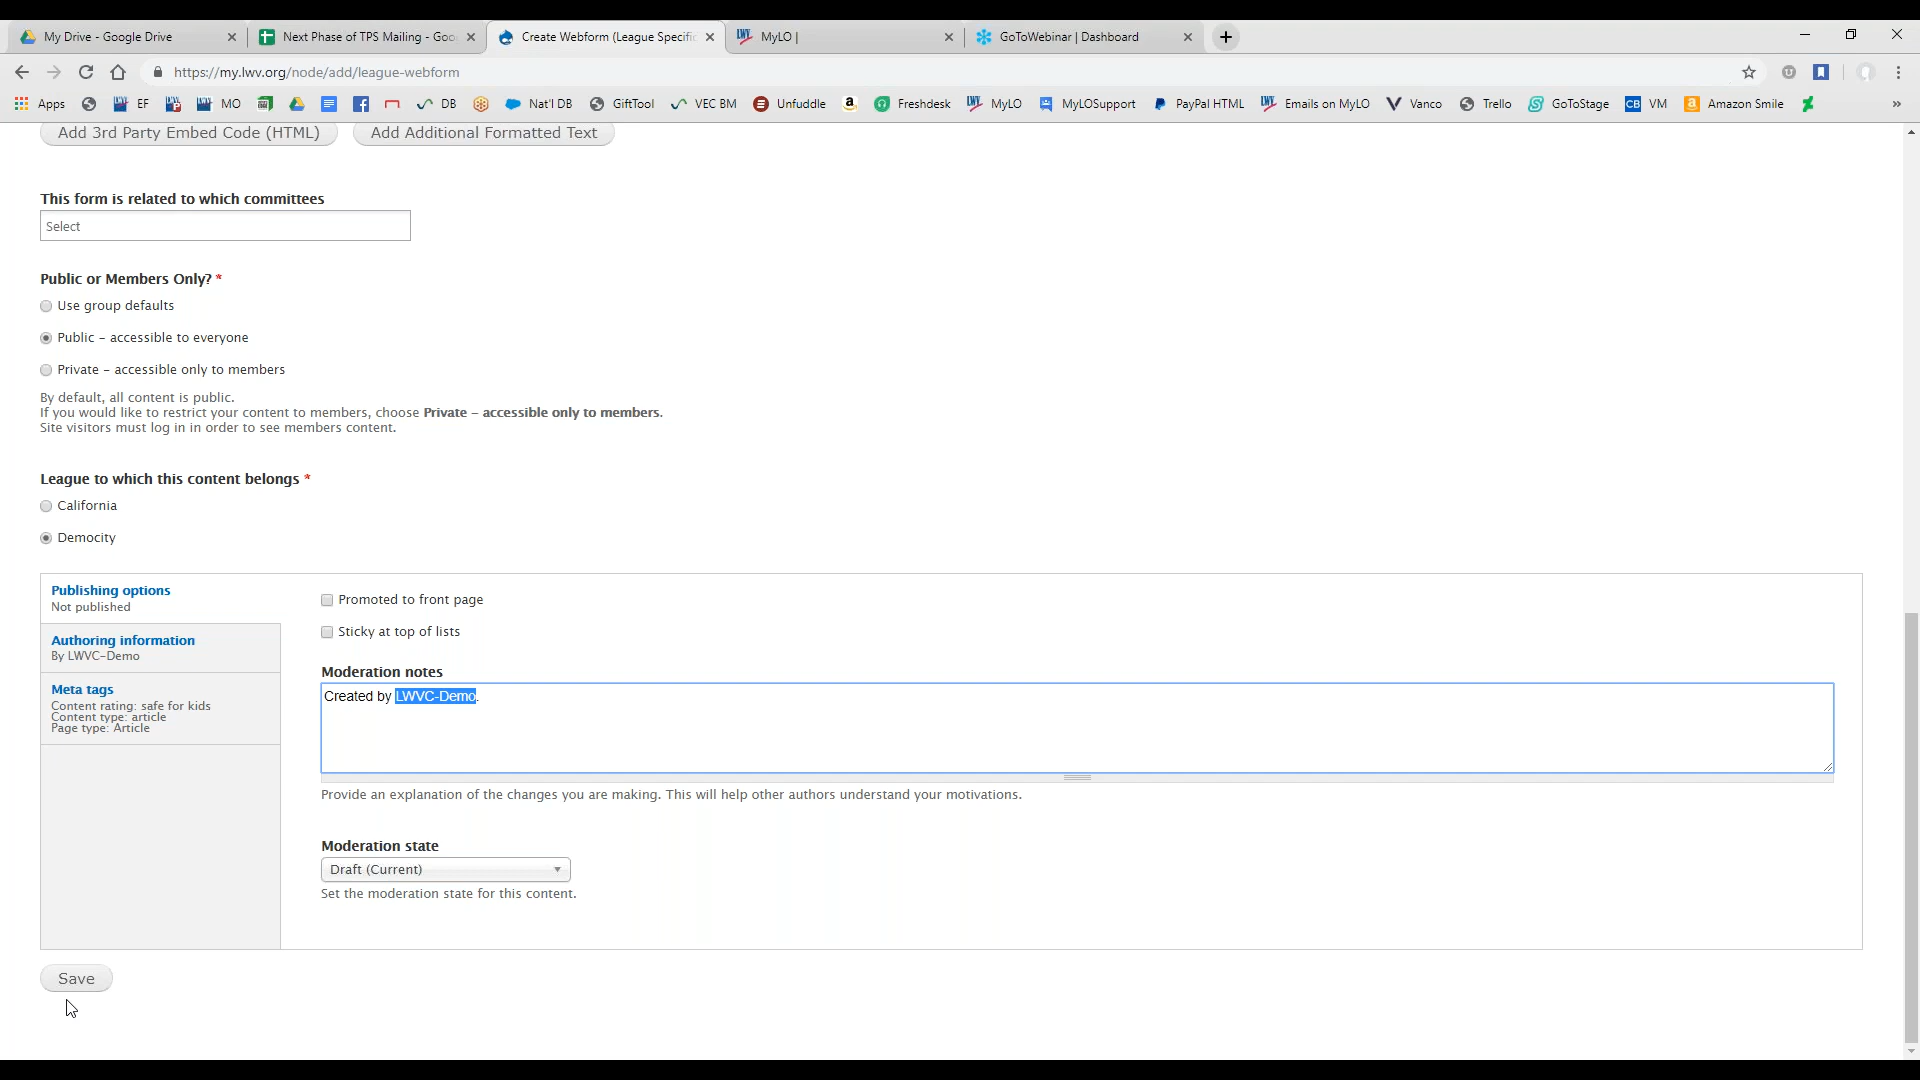 My Drive - Google Drive
Next Phase of TPS Mailing - Goo
Create Webform (League Specific
MyLO |
GoToWebinar | Dashboard
https://my.lwv.org/node/add/league-webform
Apps EF MO DB Nat'l DB GiftTool VEC BM Unfuddle Freshdesk MyLO MyLOSupport PayPal HTML Emails on MyLO Vanco Trello GoToStage CB VM Amazon Smile »
Add 3rd Party Embed Code (HTML) Add Additional Formatted Text
This form is related to which committees
Select
Public or Members Only? *
Use group defaults
Public - accessible to everyone
Private - accessible only to members
By default, all content is public.
If you would like to restrict your content to members, choose Private - accessible only to members.
Site visitors must log in in order to see members content.
League to which this content belongs *
California
Democity
Publishing options
Not published
Authoring information
By LWVC-Demo
Meta tags
Content rating: safe for kids
Content type: article
Page type: Article
Promoted to front page
Sticky at top of lists
Moderation notes
Created by LWVC-Demo.
Provide an explanation of the changes you are making. This will help other authors understand your motivations.
Moderation state
Draft (Current)
Set the moderation state for this content.
Save